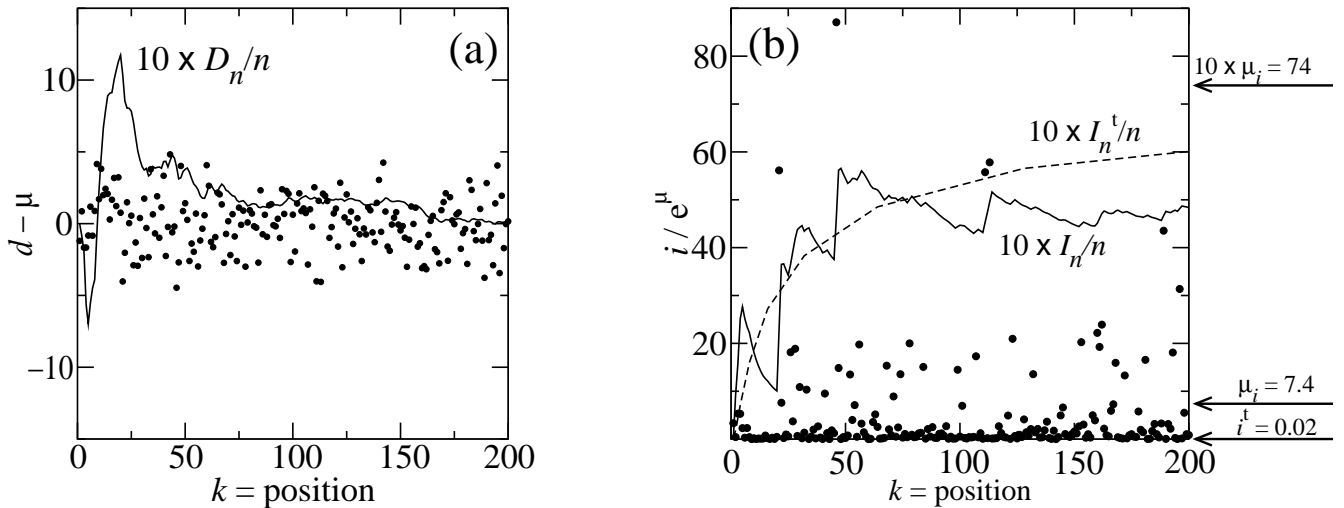 (a)
10 × D_n/n
10
0
−10
d − μ
0
50
100
150
200
k = position
(b)
80
60
40
20
i / e^μ
10 × I_n^t/n
10 × I_n/n
0
50
100
150
200
k = position
10 × μ_i = 74
μ_i = 7.4
i^t = 0.02